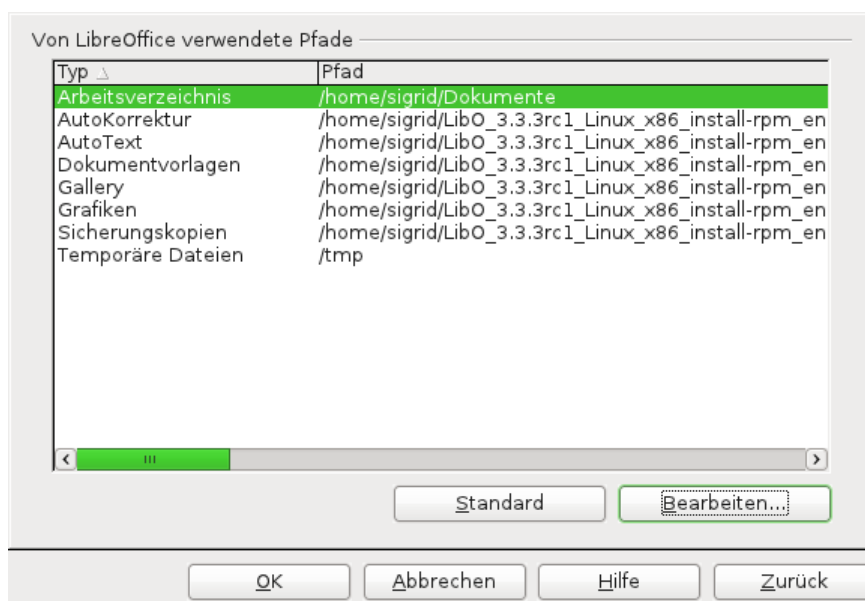 Von LibreOffice verwendete Pfade
Typ Pfad
Arbeitsverzeichnis /home/sigrid/Dokumente
AutoKorrektur /home/sigrid/LibO_3.3.3rc1_Linux_x86_install-rpm_en
AutoText /home/sigrid/LibO_3.3.3rc1_Linux_x86_install-rpm_en
Dokumentvorlagen /home/sigrid/LibO_3.3.3rc1_Linux_x86_install-rpm_en
Gallery /home/sigrid/LibO_3.3.3rc1_Linux_x86_install-rpm_en
Grafiken /home/sigrid/LibO_3.3.3rc1_Linux_x86_install-rpm_en
Sicherungskopien /home/sigrid/LibO_3.3.3rc1_Linux_x86_install-rpm_en
Temporäre Dateien /tmp
Standard Bearbeiten...
OK Abbrechen Hilfe Zurück